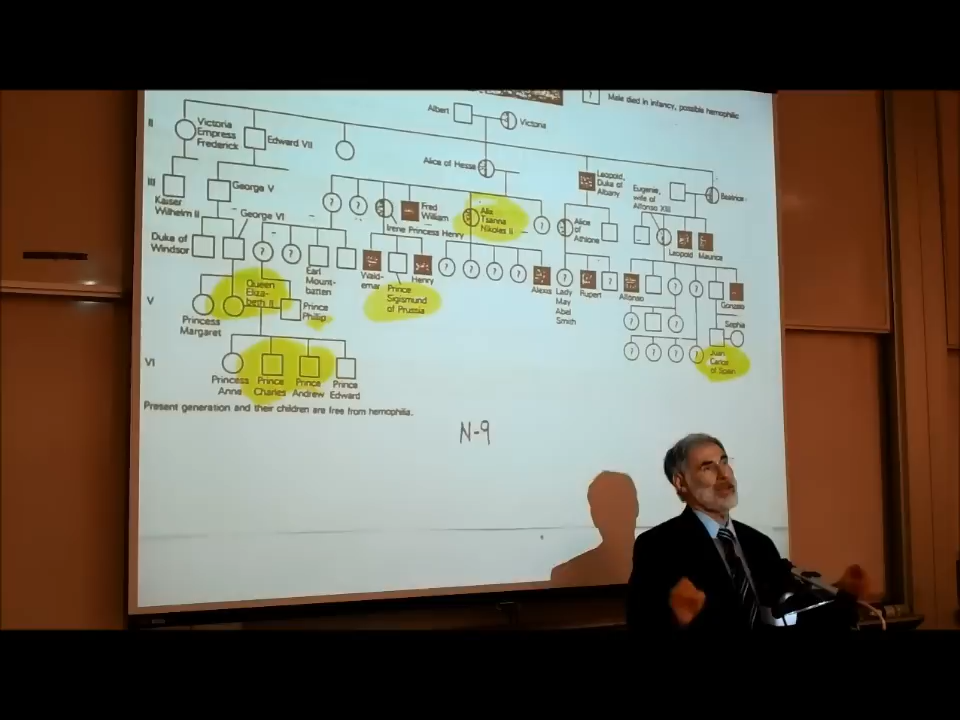 ? Male died in infancy, possible hemophilic
Albert
Victoria
II
Victoria
Empress
Frederick
Edward VII
Alice of Hesse
Leopold,
Duke of
Albany
Eugenie,
wife of
Alfonso XIII
Beatrice
III
Kaiser
Wilhelm II
George V
? ?
Fred
William
Irene Princess Henry
Alix
Tsarina
Nikolas II
?
Alice
of
Athlone
Leopold
Maurice
George VI
Duke of
Windsor
? ?
Earl
Mount-
batten
Wald-
emar
Prince
Sigismund
of Prussia
Henry
? ? ? ?
Alexis
?
Lady
May
Abel
Smith
Rupert
Alfonso
? ?
Gonzalo
V
Princess
Margaret
Queen
Eliza-
beth II
Prince
Phillip
? ?
Sophia
? ? ? ?
Juan
Carlos
of Spain
VI
Princess
Anne
Prince
Charles
Prince
Andrew
Prince
Edward
Present generation and their children are free from hemophilia.
N-9